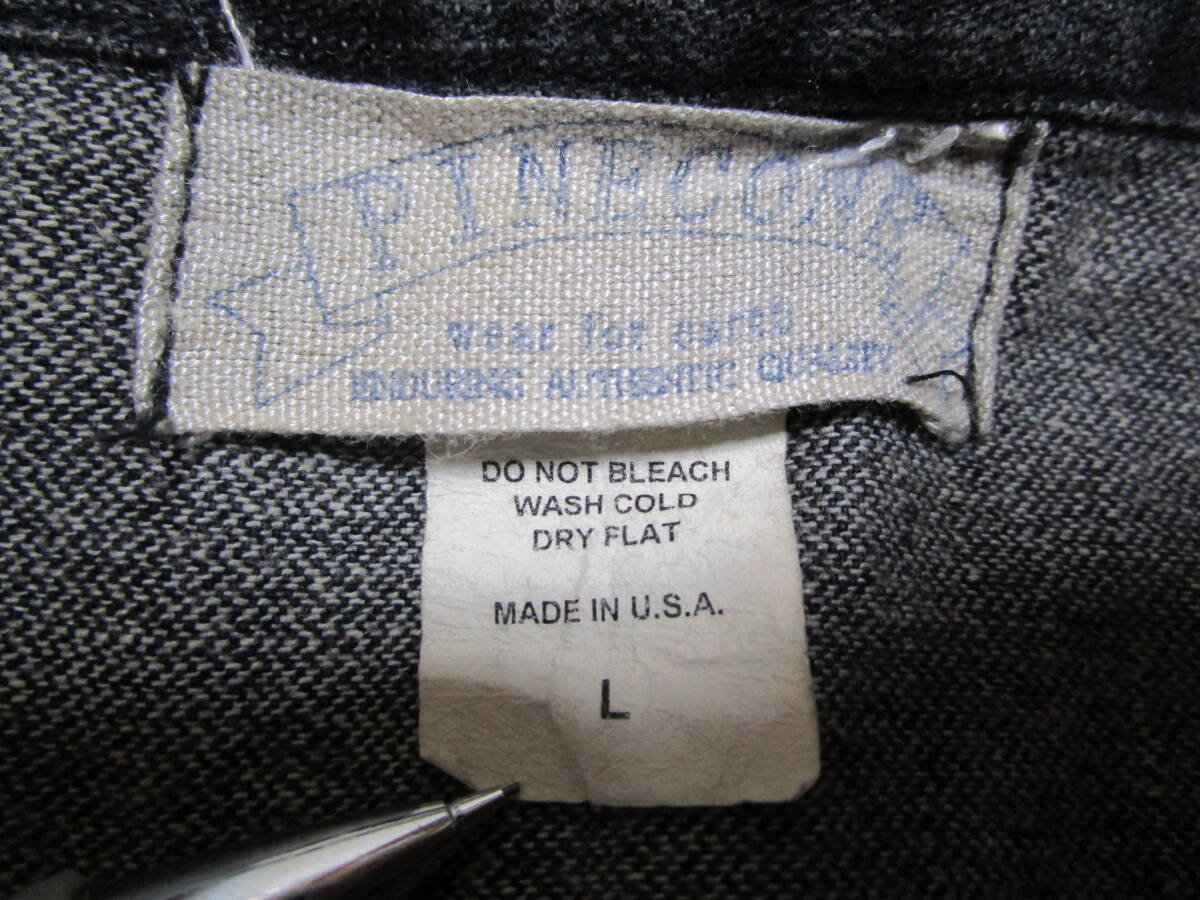 PINECONE
wear for earth
ENDURING AUTHENTIC QUALITY
DO NOT BLEACH
WASH COLD
DRY FLAT
MADE IN U.S.A.
L